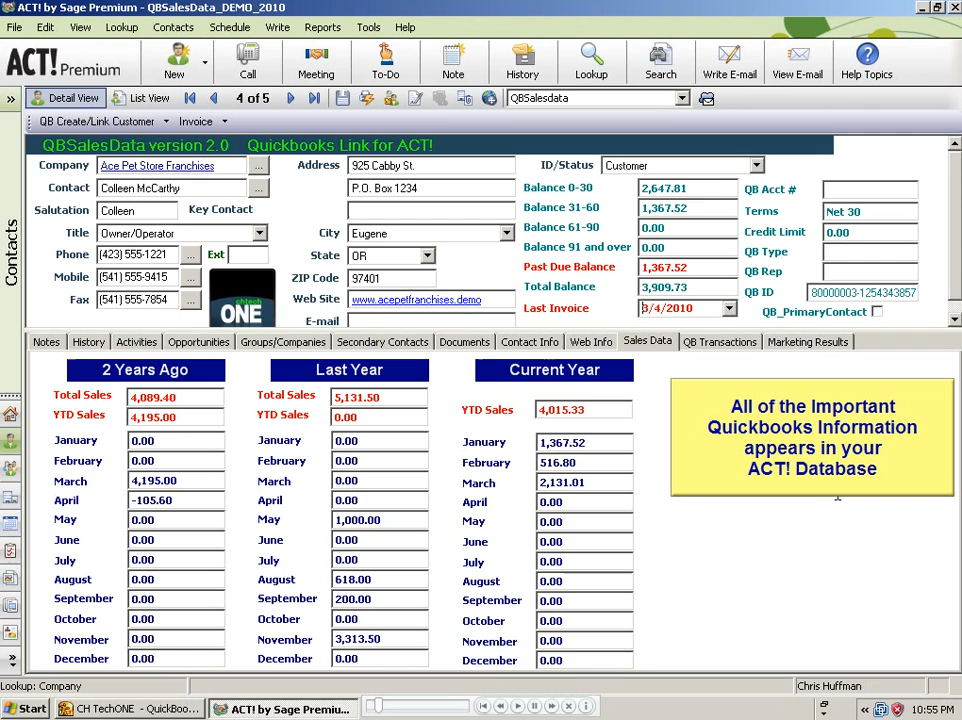 ACT! by Sage Premium - QBSalesData_DEMO_2010
File Edit View Lookup Contacts Schedule Write Reports Tools Help
ACT! Premium
New Call Meeting To-Do Note History Lookup Search Write E-mail View E-mail Help Topics
Detail View List View 4 of 5 QBSalesdata
QB Create/Link Customer Invoice
QBSalesData version 2.0 Quickbooks Link for ACT!
Company Ace Pet Store Franchises ... Address 925 Cabby St. ID/Status Customer
Contact Colleen McCarthy ... P.O. Box 1234 Balance 0-30 2,647.81 QB Acct #
Salutation Colleen Key Contact Balance 31-60 1,367.52 Terms Net 30
Title Owner/Operator City Eugene Balance 61-90 0.00 Credit Limit 0.00
Phone (423) 555-1221 ... Ext State OR Balance 91 and over 0.00 QB Type
Mobile (541) 555-9415 ... ZIP Code 97401 Past Due Balance 1,367.52 QB Rep
Fax (541) 555-7854 ... Web Site www.acepetfranchises.demo Total Balance 3,909.73 QB ID 80000003-1254343857
chtech ONE E-mail Last Invoice 3/4/2010 QB_PrimaryContact
Contacts
Notes History Activities Opportunities Groups/Companies Secondary Contacts Documents Contact Info Web Info Sales Data QB Transactions Marketing Results
2 Years Ago Last Year Current Year
Total Sales 4,089.40 Total Sales 5,131.50
YTD Sales 4,195.00 YTD Sales 0.00 YTD Sales 4,015.33
January 0.00 January 0.00 January 1,367.52
February 0.00 February 0.00 February 516.80
March 4,195.00 March 0.00 March 2,131.01
April -105.60 April 0.00 April 0.00
May 0.00 May 1,000.00 May 0.00
June 0.00 June 0.00 June 0.00
July 0.00 July 0.00 July 0.00
August 0.00 August 618.00 August 0.00
September 0.00 September 200.00 September 0.00
October 0.00 October 0.00 October 0.00
November 0.00 November 3,313.50 November 0.00
December 0.00 December 0.00 December 0.00
All of the Important
Quickbooks Information
appears in your
ACT! Database
Lookup: Company Chris Huffman
Start CH TechONE - QuickBoo... ACT! by Sage Premiu... 10:55 PM